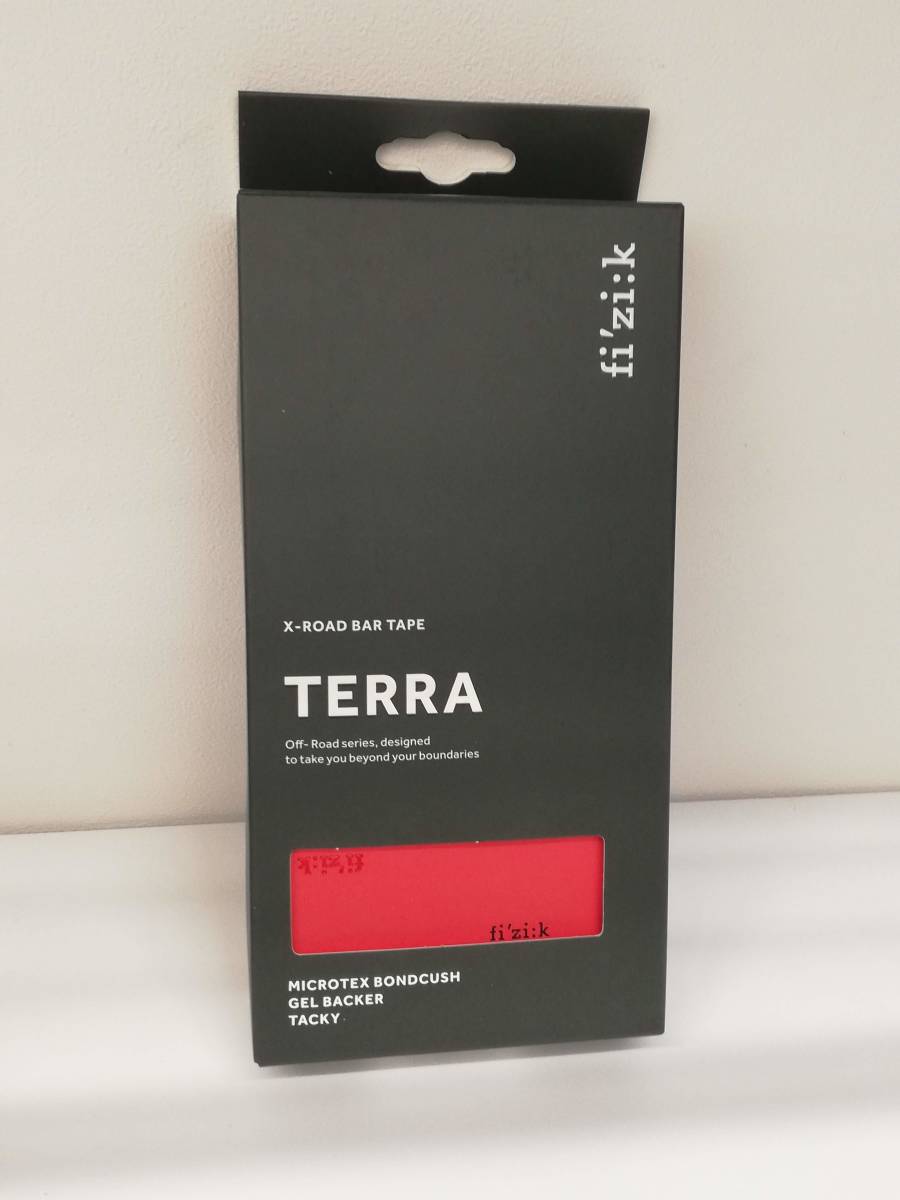 fi'zi:k
X-ROAD BAR TAPE
TERRA
Off- Road series, designed
to take you beyond your boundaries
fi'zi:k
fi'zi:k
MICROTEX BONDCUSH
GEL BACKER
TACKY